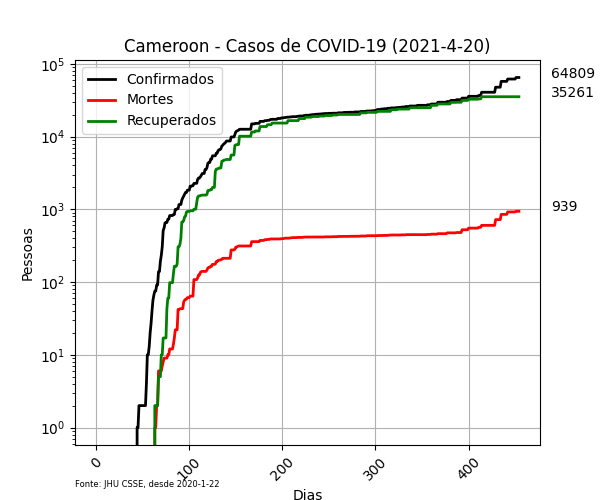 Cameroon - Casos de COVID-19 (2021-4-20)
Confirmados
Mortes
Recuperados
64809
35261
939
10^5
10^4
10^3
10^2
10^1
10^0
Pessoas
0
100
200
300
400
Fonte: JHU CSSE, desde 2020-1-22
Dias